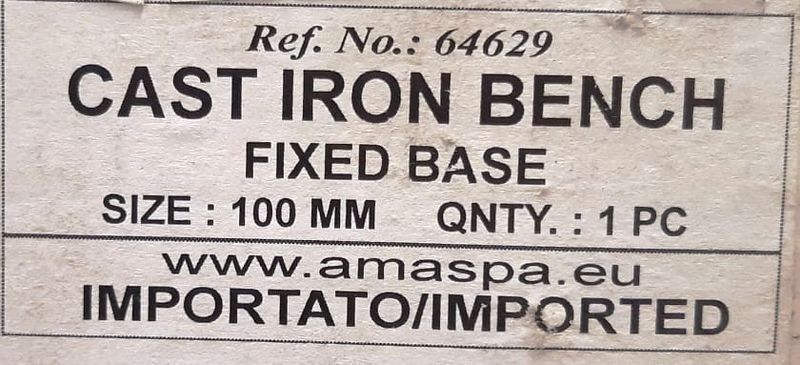 Ref. No.: 64629
CAST IRON BENCH
FIXED BASE
SIZE : 100 MM QNTY. : 1 PC
www.amaspa.eu
IMPORTATO/IMPORTED